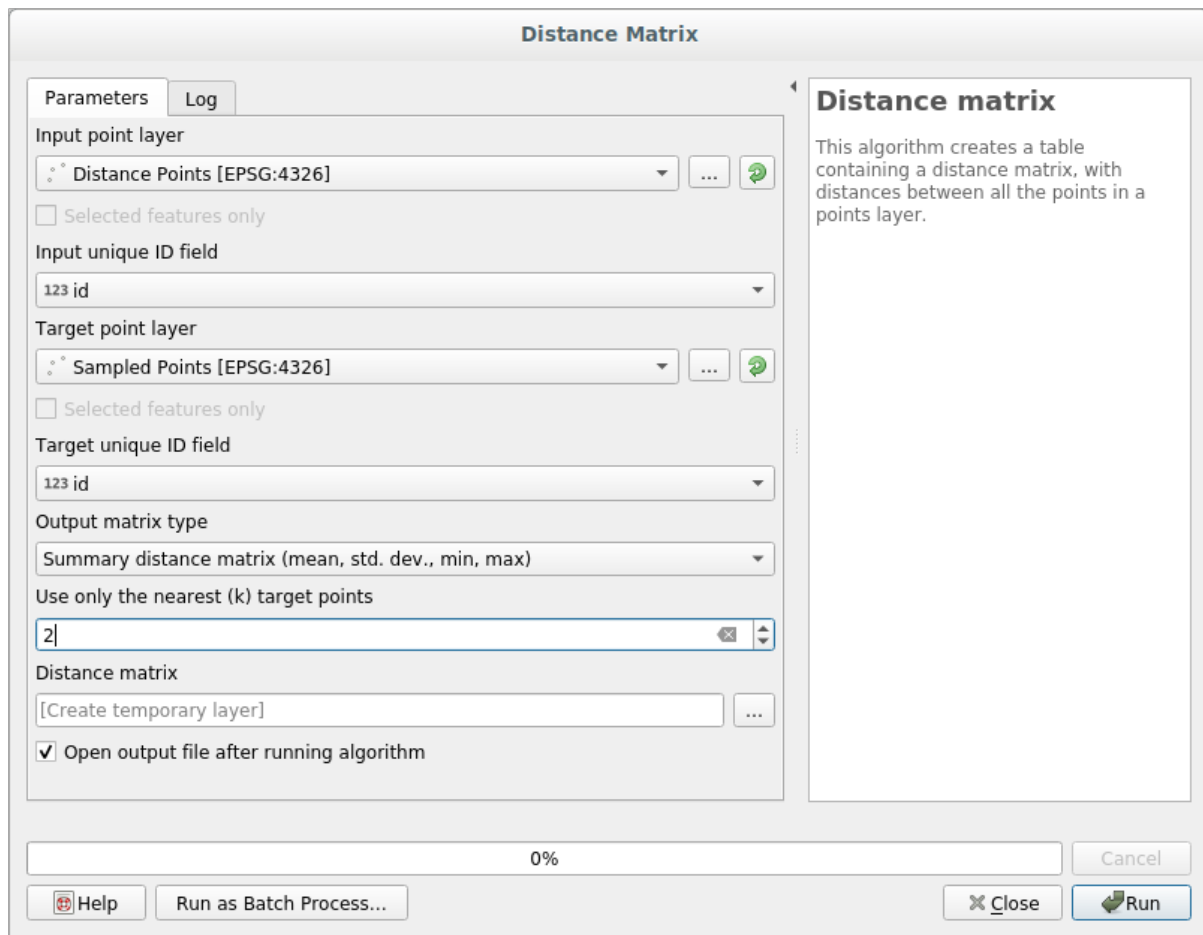 Distance Matrix
Parameters
Log
Input point layer
Distance Points [EPSG:4326]
...
Selected features only
Input unique ID field
123 id
Target point layer
Sampled Points [EPSG:4326]
...
Selected features only
Target unique ID field
123 id
Output matrix type
Summary distance matrix (mean, std. dev., min, max)
Use only the nearest (k) target points
2
Distance matrix
[Create temporary layer]
...
Open output file after running algorithm
Distance matrix
This algorithm creates a table
containing a distance matrix, with
distances between all the points in a
points layer.
0%
Cancel
Help
Run as Batch Process...
Close
Run